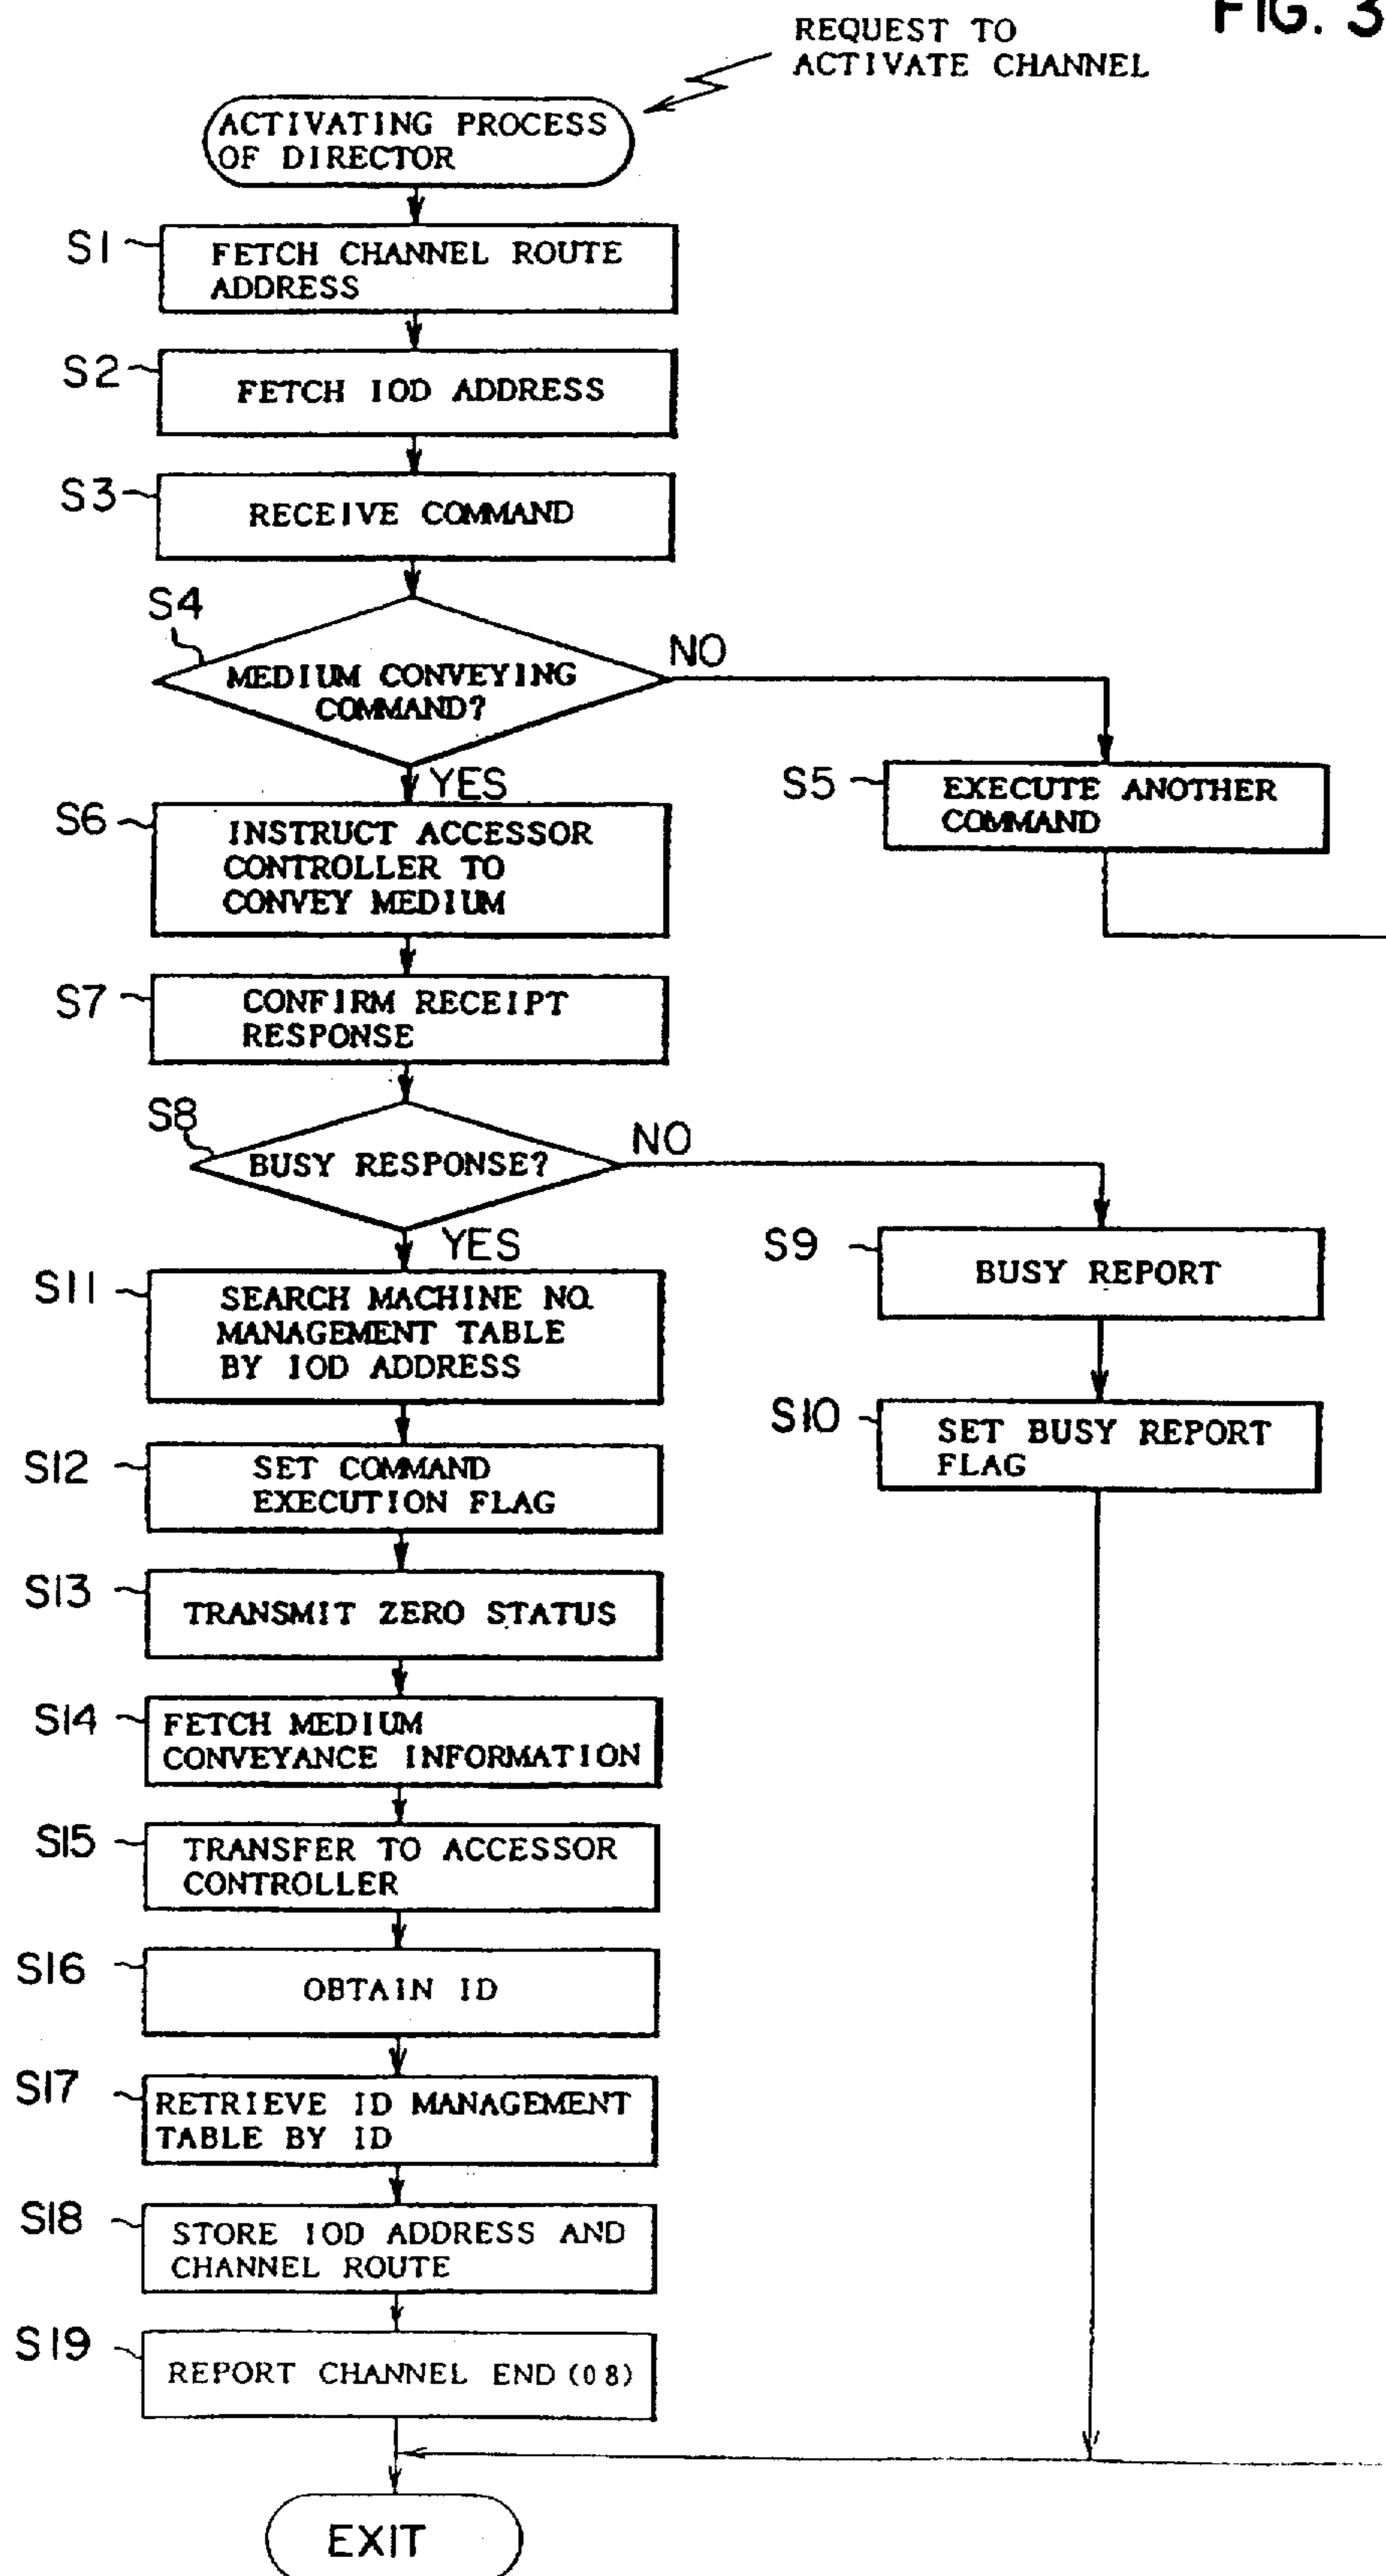 FIG. 3
REQUEST TO
ACTIVATE CHANNEL
ACTIVATING PROCESS
OF DIRECTOR
S1
FETCH CHANNEL ROUTE
ADDRESS
S2
FETCH IOD ADDRESS
S3
RECEIVE COMMAND
S4
MEDIUM CONVEYING
COMMAND?
NO
YES
S5
EXECUTE ANOTHER
COMMAND
S6
INSTRUCT ACCESSOR
CONTROLLER TO
CONVEY MEDIUM
S7
CONFIRM RECEIPT
RESPONSE
S8
BUSY RESPONSE?
NO
YES
S9
BUSY REPORT
S10
SET BUSY REPORT
FLAG
S11
SEARCH MACHINE NO.
MANAGEMENT TABLE
BY IOD ADDRESS
S12
SET COMMAND
EXECUTION FLAG
S13
TRANSMIT ZERO STATUS
S14
FETCH MEDIUM
CONVEYANCE INFORMATION
S15
TRANSFER TO ACCESSOR
CONTROLLER
S16
OBTAIN ID
S17
RETRIEVE ID MANAGEMENT
TABLE BY ID
S18
STORE IOD ADDRESS AND
CHANNEL ROUTE
S19
REPORT CHANNEL END (08)
EXIT